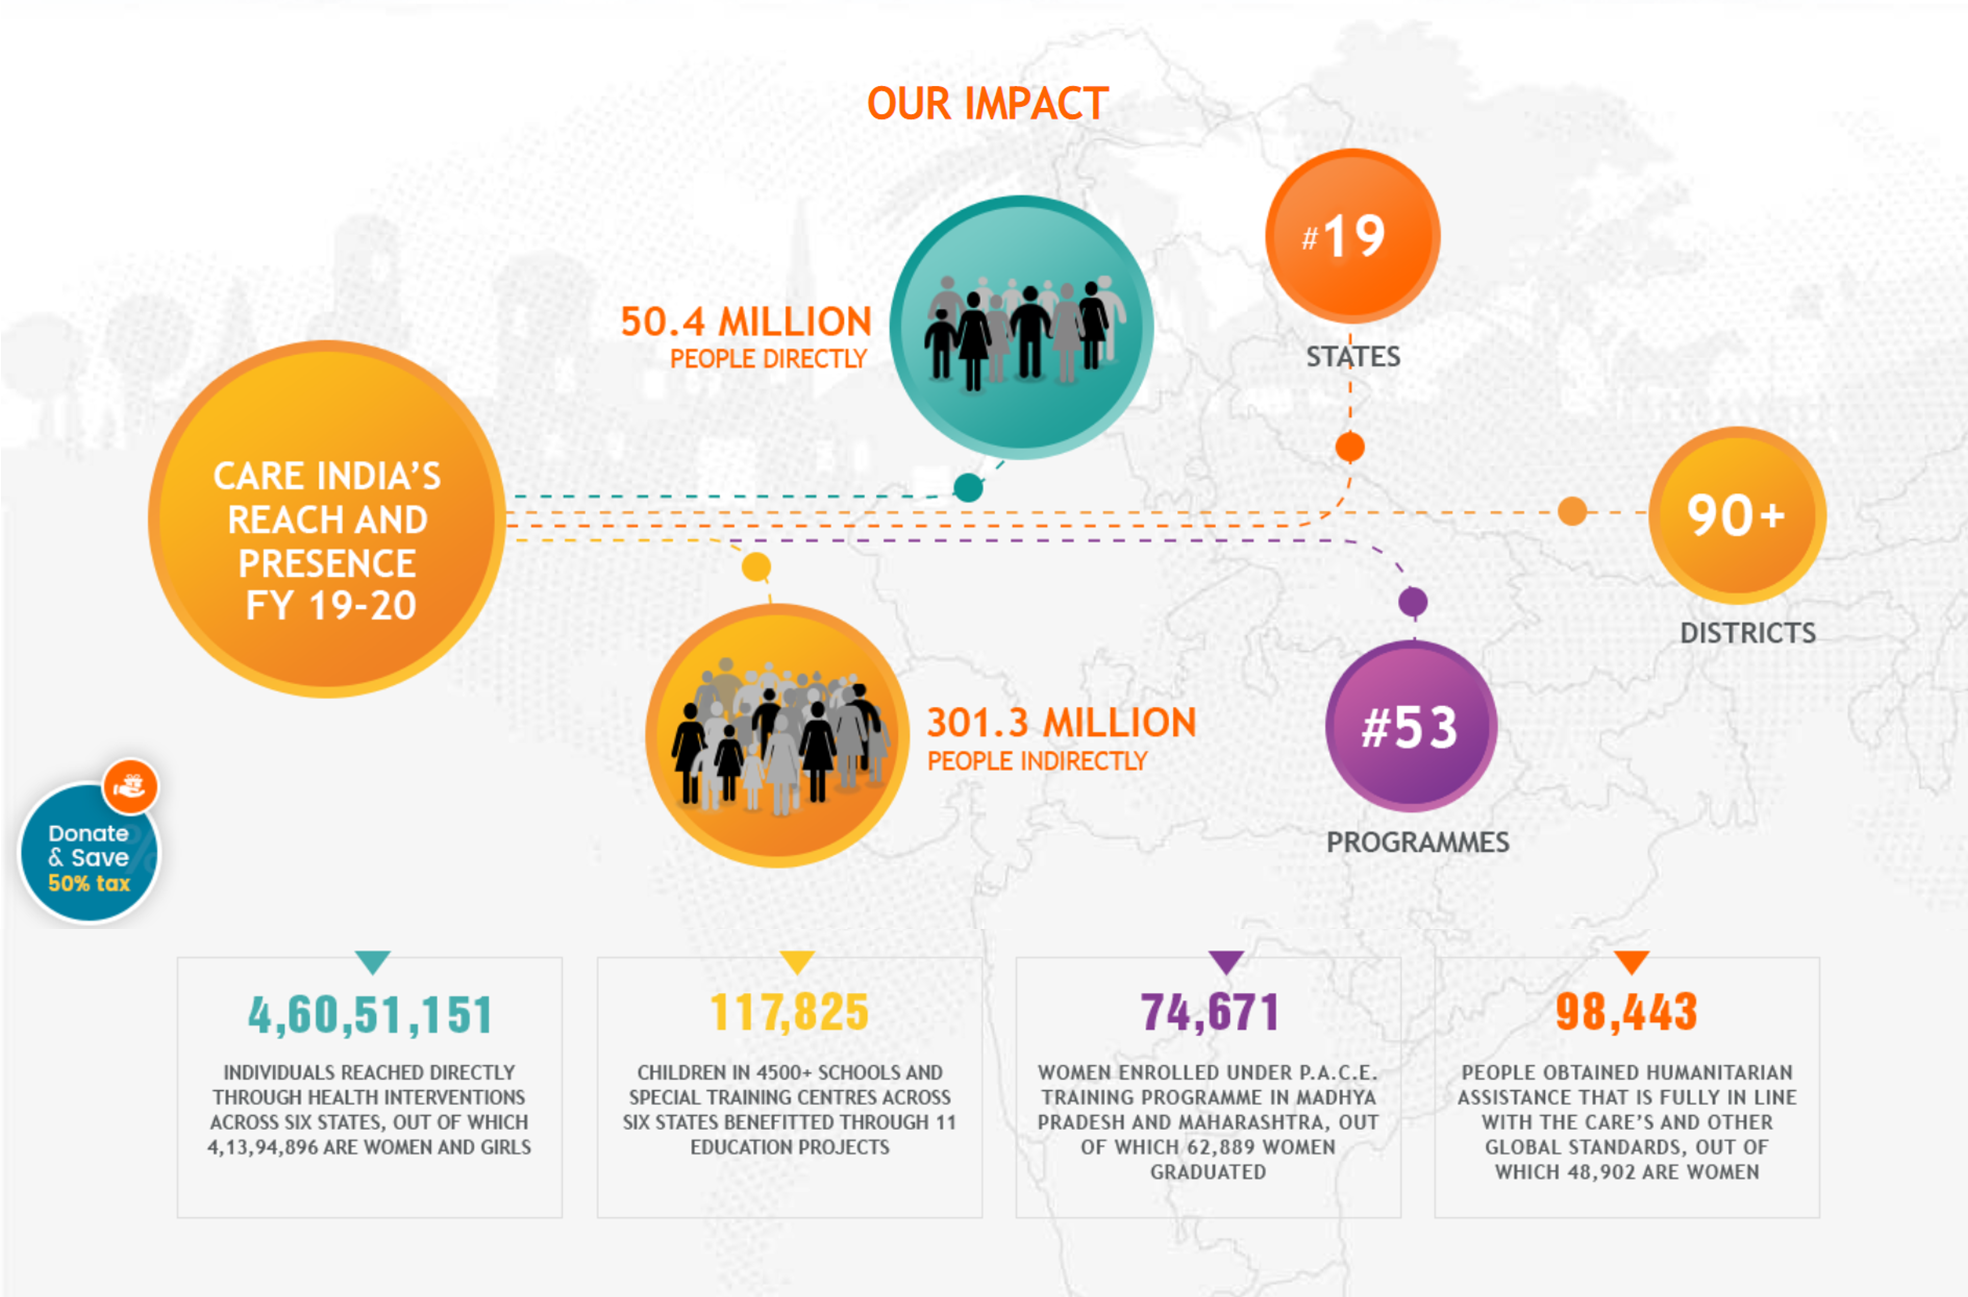 OUR IMPACT
#19
STATES
50.4 MILLION
PEOPLE DIRECTLY
CARE INDIA'S
REACH AND
PRESENCE
FY 19-20
90+
DISTRICTS
301.3 MILLION
PEOPLE INDIRECTLY
#53
PROGRAMMES
Donate
& Save
50% tax
4,60,51,151
INDIVIDUALS REACHED DIRECTLY
THROUGH HEALTH INTERVENTIONS
ACROSS SIX STATES, OUT OF WHICH
4,13,94,896 ARE WOMEN AND GIRLS
117,825
CHILDREN IN 4500+ SCHOOLS AND
SPECIAL TRAINING CENTRES ACROSS
SIX STATES BENEFITTED THROUGH 11
EDUCATION PROJECTS
74,671
WOMEN ENROLLED UNDER P.A.C.E.
TRAINING PROGRAMME IN MADHYA
PRADESH AND MAHARASHTRA, OUT
OF WHICH 62,889 WOMEN
GRADUATED
98,443
PEOPLE OBTAINED HUMANITARIAN
ASSISTANCE THAT IS FULLY IN LINE
WITH THE CARE'S AND OTHER
GLOBAL STANDARDS, OUT OF
WHICH 48,902 ARE WOMEN